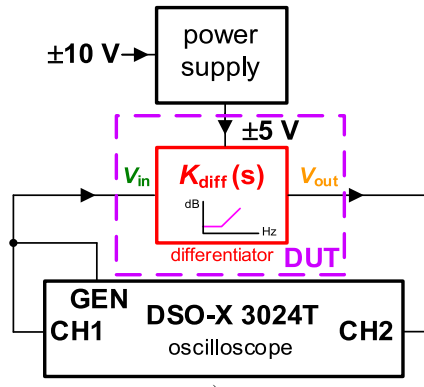 ±10 V
power
supply
±5 V
Vin
Kdiff(s)
Vout
dB
Hz
differentiator
DUT
GEN
CH1
DSO-X 3024T
CH2
oscilloscope